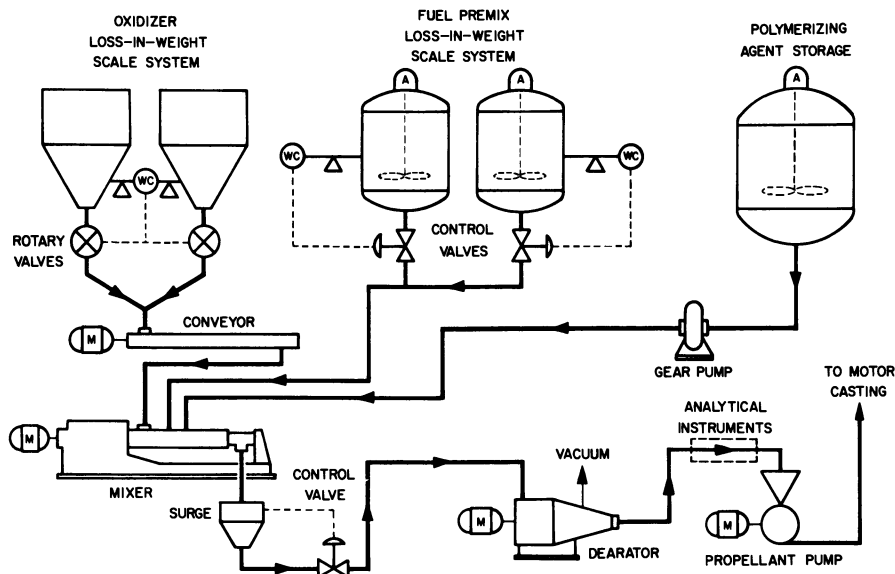 OXIDIZER
LOSS-IN-WEIGHT
SCALE SYSTEM
FUEL PREMIX
LOSS-IN-WEIGHT
SCALE SYSTEM
POLYMERIZING
AGENT STORAGE
A
A
A
WC
WC
WC
ROTARY
VALVES
CONTROL
VALVES
CONVEYOR
M
GEAR PUMP
TO MOTOR
CASTING
ANALYTICAL
INSTRUMENTS
M
MIXER
CONTROL
VALVE
VACUUM
SURGE
M
DEARATOR
M
PROPELLANT PUMP